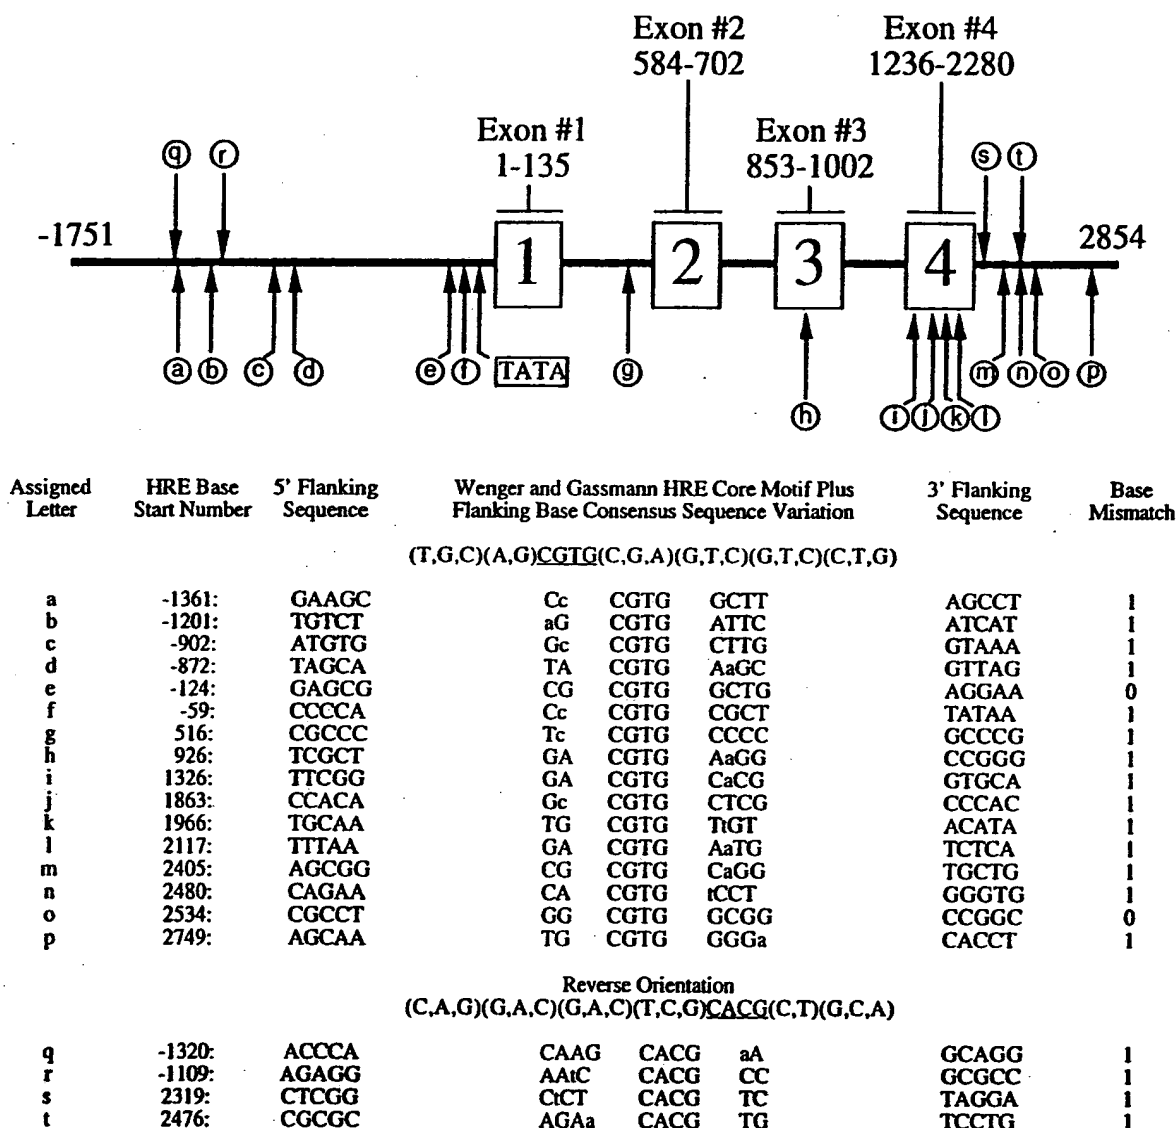 Exon #2 Exon #4
584-702 1236-2280
Exon #1 Exon #3
1-135 853-1002
q r s t
-1751 2854
1 2 3 4
a b c d e f TATA g m n o p
h i j k l
Assigned Letter HRE Base Start Number 5' Flanking Sequence Wenger and Gassmann HRE Core Motif Plus Flanking Base Consensus Sequence Variation 3' Flanking Sequence Base Mismatch
(T,G,C)(A,G)CGTG(C,G,A)(G,T,C)(G,T,C)(C,T,G)
a -1361: GAAGC Cc CGTG GCTT AGCCT 1
b -1201: TGTCT aG CGTG ATTC ATCAT 1
c -902: ATGTG Gc CGTG CTTG GTAAA 1
d -872: TAGCA TA CGTG AaGC GTTAG 1
e -124: GAGCG CG CGTG GCTG AGGAA 0
f -59: CCCCA Cc CGTG CGCT TATAA 1
g 516: CGCCC Tc CGTG CCCC GCCCG 1
h 926: TCGCT GA CGTG AaGG CCGGG 1
i 1326: TTCGG GA CGTG CaCG GTGCA 1
j 1863: CCACA Gc CGTG CTCG CCCAC 1
k 1966: TGCAA TG CGTG TtGT ACATA 1
l 2117: TTTAA GA CGTG AaTG TCTCA 1
m 2405: AGCGG CG CGTG CaGG TGCTG 1
n 2480: CAGAA CA CGTG tCCT GGGTG 1
o 2534: CGCCT GG CGTG GCGG CCGGC 0
p 2749: AGCAA TG CGTG GGGa CACCT 1
Reverse Orientation
(C,A,G)(G,A,C)(G,A,C)(T,C,G)CACG(C,T)(G,C,A)
q -1320: ACCCA CAAG CACG aA GCAGG 1
r -1109: AGAGG AAtC CACG CC GCGCC 1
s 2319: CTCGG CtCT CACG TC TAGGA 1
t 2476: CGCGC AGAa CACG TG TCCTG 1